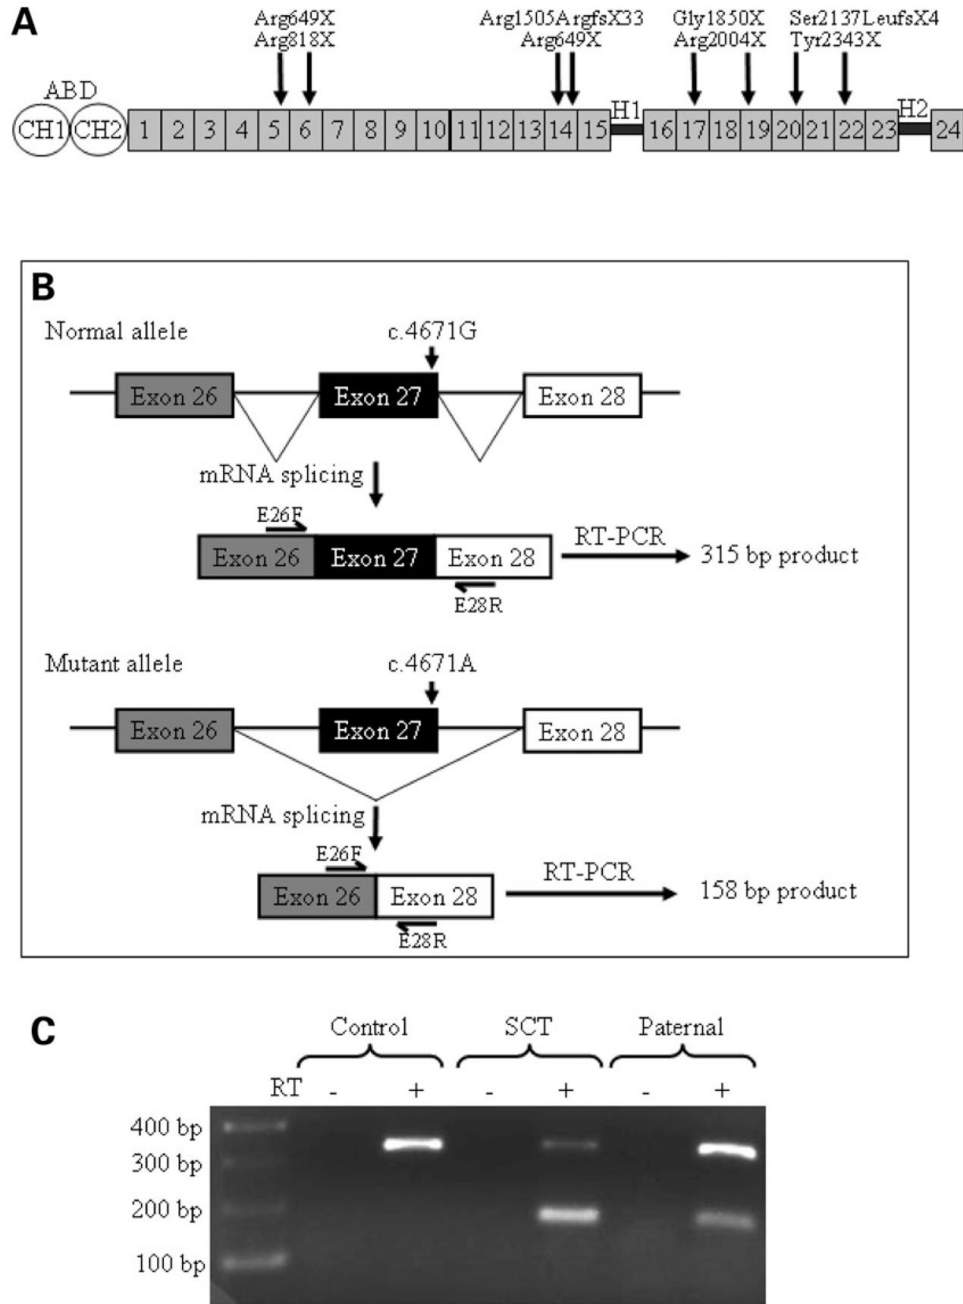 A
Arg649X Arg1505ArgfsX33 Gly1850X Ser2137LeufsX4
Arg818X Arg649X Arg2004X Tyr2343X
ABD
CH1 CH2 1 2 3 4 5 6 7 8 9 10 11 12 13 14 15 H1 16 17 18 19 20 21 22 23 H2 24
B
Normal allele c.4671G
Exon 26 Exon 27 Exon 28
mRNA splicing
E26F
Exon 26 Exon 27 Exon 28 RT-PCR 315 bp product
E28R
Mutant allele c.4671A
Exon 26 Exon 27 Exon 28
mRNA splicing
E26F
Exon 26 Exon 28 RT-PCR 158 bp product
E28R
C
Control SCT Paternal
RT - + - + - +
400 bp
300 bp
200 bp
100 bp